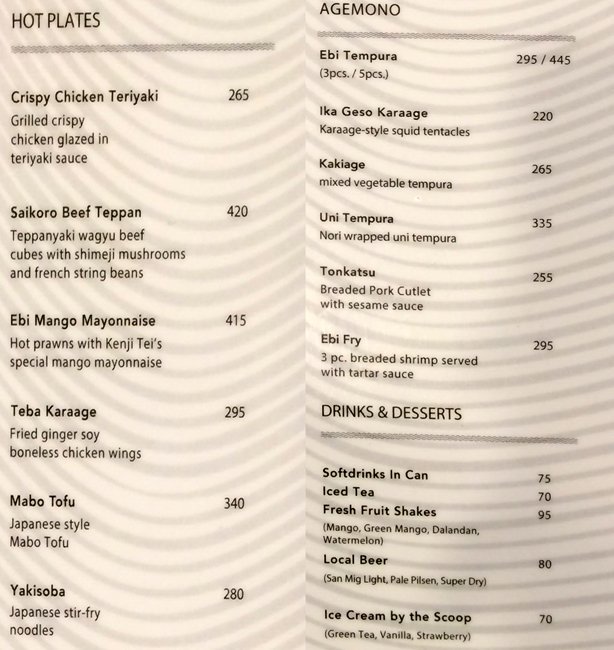 HOT PLATES
Crispy Chicken Teriyaki 265
Grilled crispy
chicken glazed in
teriyaki sauce
Saikoro Beef Teppan 420
Teppanyaki wagyu beef
cubes with shimeji mushrooms
and french string beans
Ebi Mango Mayonnaise 415
Hot prawns with Kenji Tei's
special mango mayonnaise
Teba Karaage 295
Fried ginger soy
boneless chicken wings
Mabo Tofu 340
Japanese style
Mabo Tofu
Yakisoba 280
Japanese stir-fry
noodles
AGEMONO
Ebi Tempura 295 / 445
(3pcs. / 5pcs.)
Ika Geso Karaage 220
Karaage-style squid tentacles
Kakiage 265
mixed vegetable tempura
Uni Tempura 335
Nori wrapped uni tempura
Tonkatsu 255
Breaded Pork Cutlet
with sesame sauce
Ebi Fry 295
3 pc. breaded shrimp served
with tartar sauce
DRINKS & DESSERTS
Softdrinks In Can 75
Iced Tea 70
Fresh Fruit Shakes 95
(Mango, Green Mango, Dalandan,
Watermelon)
Local Beer 80
(San Mig Light, Pale Pilsen, Super Dry)
Ice Cream by the Scoop 70
(Green Tea, Vanilla, Strawberry)